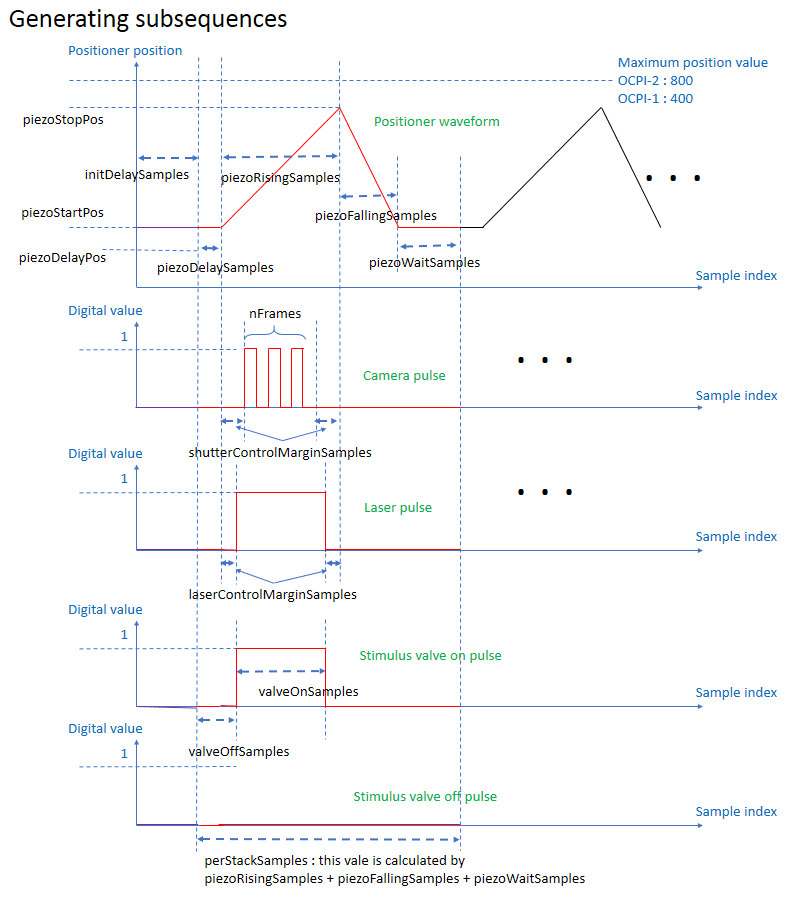 Generating subsequences
Positioner position
Maximum position value
OCPI-2 : 800
OCPI-1 : 400
piezoStopPos
Positioner waveform
initDelaySamples
piezoRisingSamples
• • •
piezoStartPos
piezoFallingSamples
piezoDelayPos
piezoDelaySamples
piezoWaitSamples
Sample index
Digital value
nFrames
1
• • •
Camera pulse
Sample index
shutterControlMarginSamples
Digital value
1
• • •
Laser pulse
Sample index
laserControlMarginSamples
Digital value
1
Stimulus valve on pulse
valveOnSamples
Sample index
Digital value
valveOffSamples
1
Stimulus valve off pulse
Sample index
perStackSamples : this vale is calculated by
piezoRisingSamples + piezoFallingSamples + piezoWaitSamples